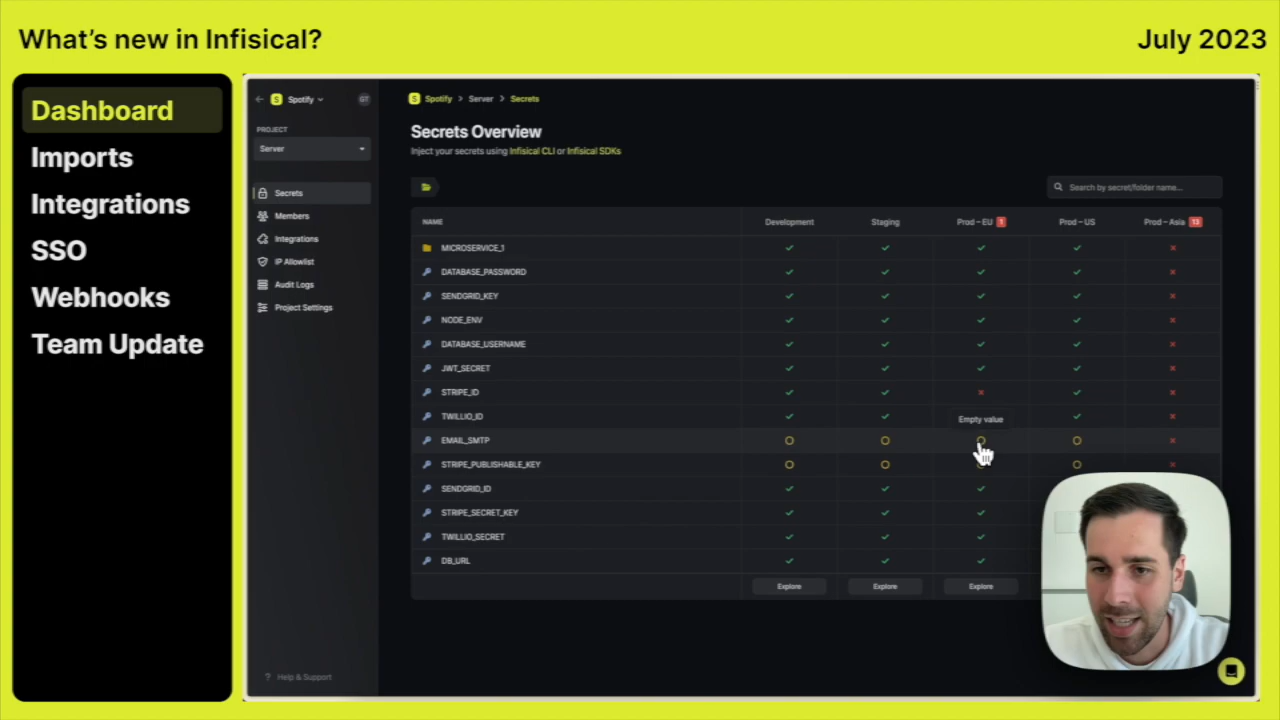 What's new in Infisical?
July 2023
Dashboard
Imports
Integrations
SSO
Webhooks
Team Update
S Spotify
GT
PROJECT
Server
Secrets
Members
Integrations
IP Allowlist
Audit Logs
Project Settings
? Help & Support
S Spotify > Server > Secrets
Secrets Overview
Inject your secrets using Infisical CLI or Infisical SDKs
Search by secret/folder name...
NAME Development Staging Prod – EU 1 Prod – US Prod – Asia 13
MICROSERVICE_1
DATABASE_PASSWORD
SENDGRID_KEY
NODE_ENV
DATABASE_USERNAME
JWT_SECRET
STRIPE_ID
TWILLIO_ID
Empty value
EMAIL_SMTP
STRIPE_PUBLISHABLE_KEY
SENDGRID_ID
STRIPE_SECRET_KEY
TWILLIO_SECRET
DB_URL
Explore Explore Explore